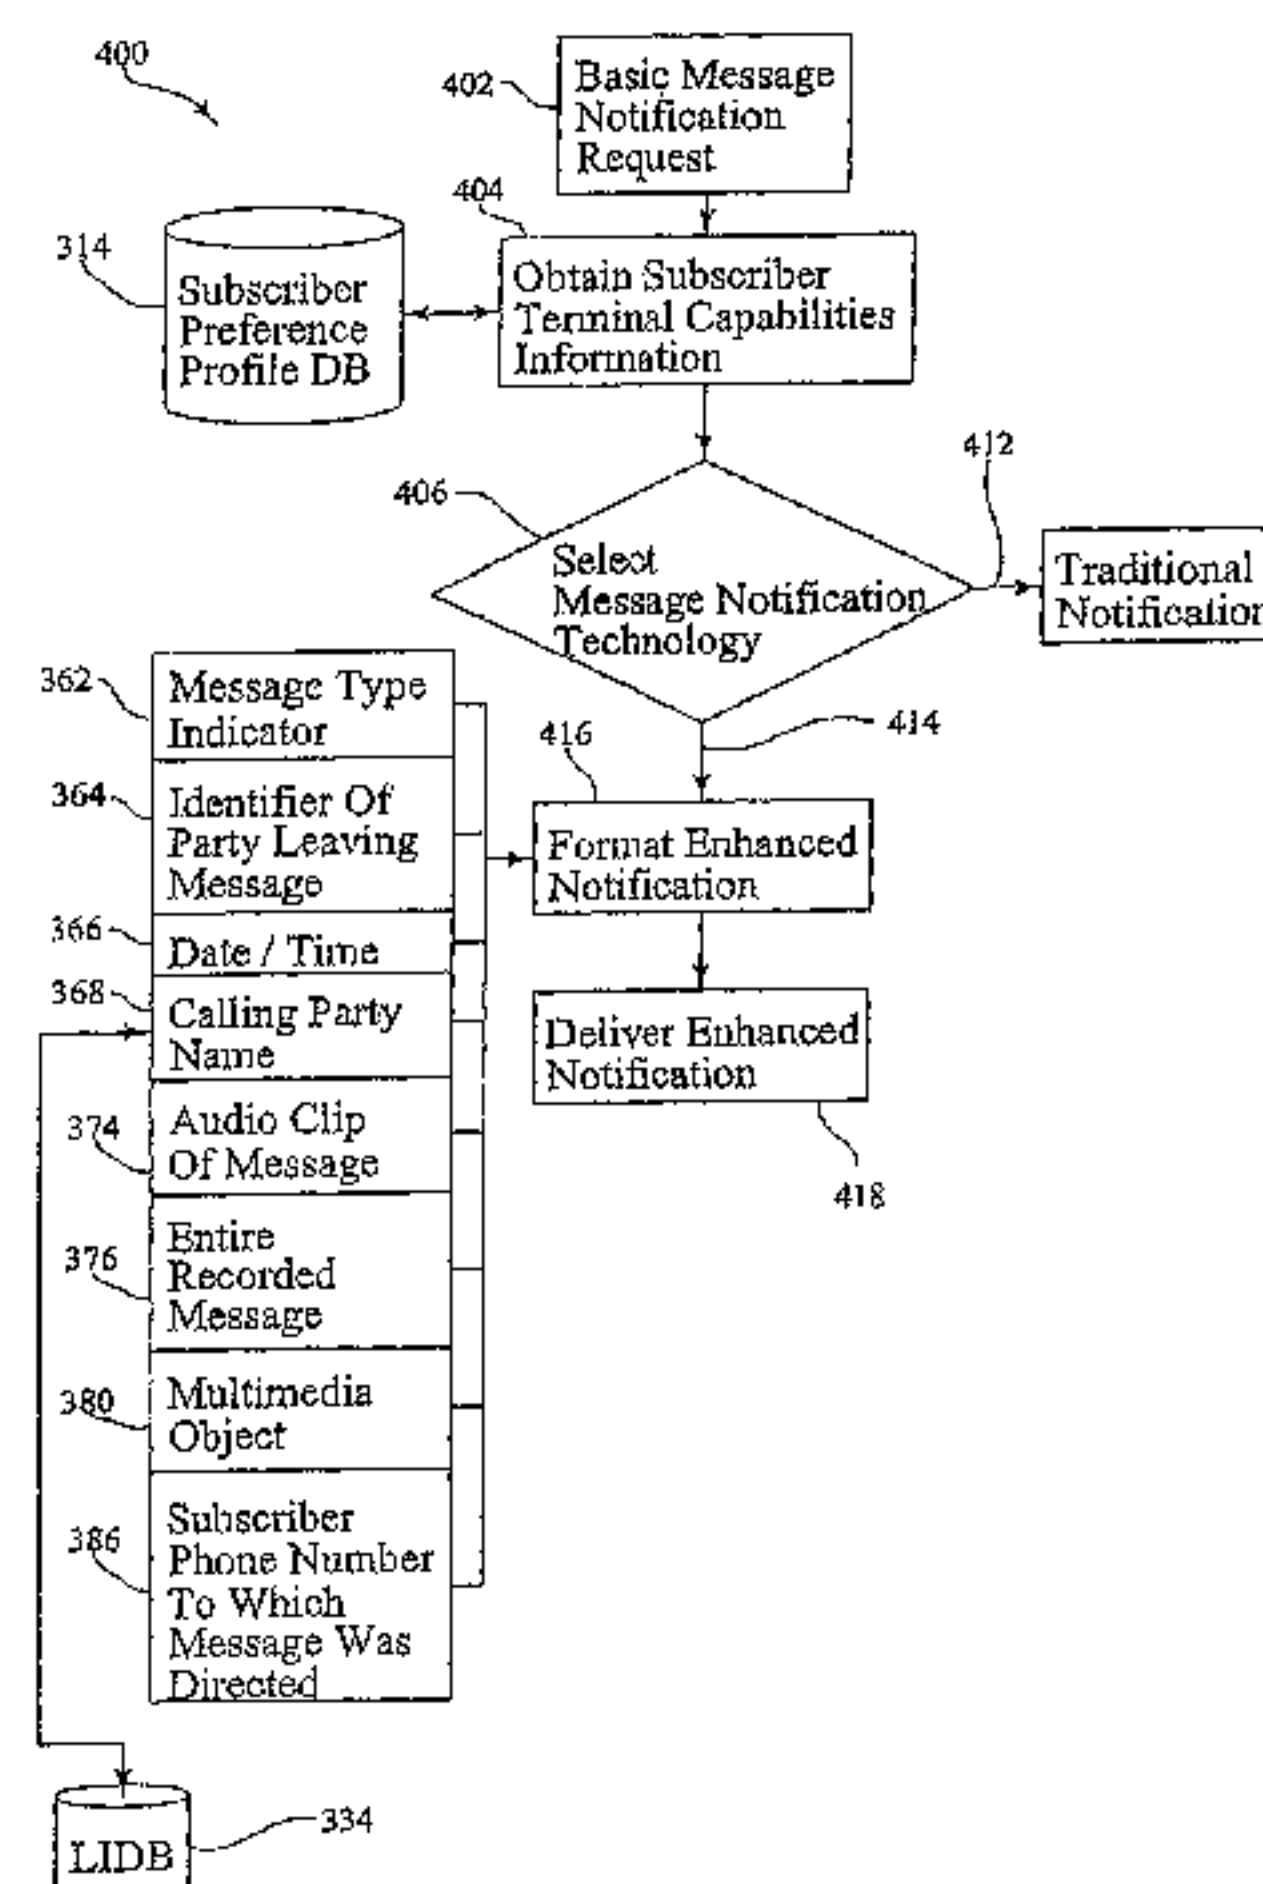 400
402
Basic Message
Notification
Request
404
314
Subscriber
Preference
Profile DB
Obtain Subscriber
Terminal Capabilities
Information
412
406
Select
Message Notification
Technology
Traditional
Notification
362
Message Type
Indicator
414
416
364
Identifier Of
Party Leaving
Message
Format Enhanced
Notification
366
Date / Time
368
Calling Party
Name
Deliver Enhanced
Notification
374
Audio Clip
Of Message
418
376
Entire
Recorded
Message
380
Multimedia
Object
386
Subscriber
Phone Number
To Which
Message Was
Directed
334
LIDB